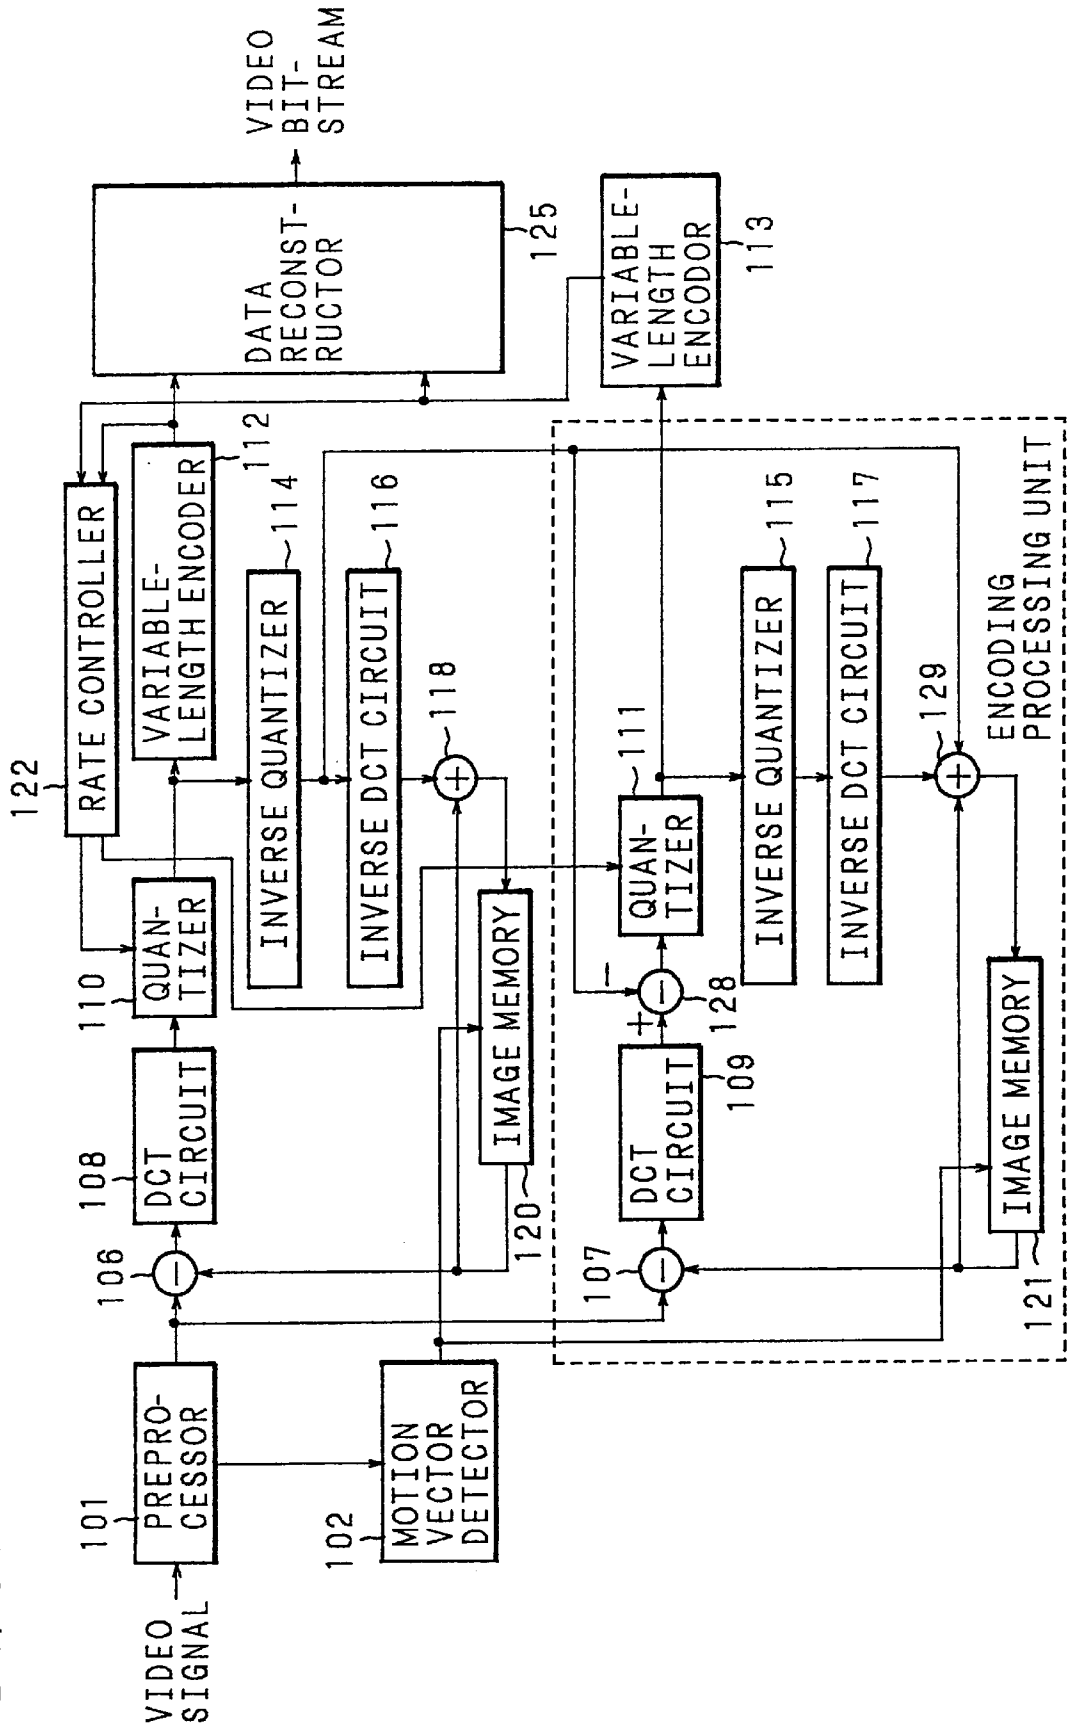 VIDEO
SIGNAL
101
PREPRO-
CESSOR
102
MOTION
VECTOR
DETECTOR
106
108
DCT
CIRCUIT
110
QUAN-
TIZER
122
RATE CONTROLLER
VARIABLE-
LENGTH ENCODER
112
INVERSE QUANTIZER
114
INVERSE DCT CIRCUIT
116
+
118
IMAGE MEMORY
120
DATA
RECONST-
RUCTOR
125
VIDEO
BIT-
STREAM
VARIABLE-
LENGTH
ENCODOR
113
107
−
DCT
CIRCUIT
109
+
−
−
128
QUAN-
TIZER
111
INVERSE QUANTIZER
115
INVERSE DCT CIRCUIT
117
+
129
IMAGE MEMORY
121
ENCODING
PROCESSING UNIT